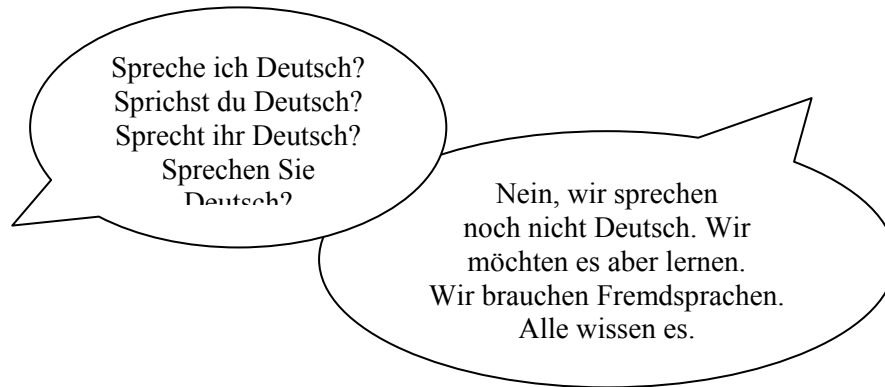 Spreche ich Deutsch?
Sprichst du Deutsch?
Sprecht ihr Deutsch?
Sprechen Sie
Deutsch?
Nein, wir sprechen
noch nicht Deutsch. Wir
möchten es aber lernen.
Wir brauchen Fremdsprachen.
Alle wissen es.